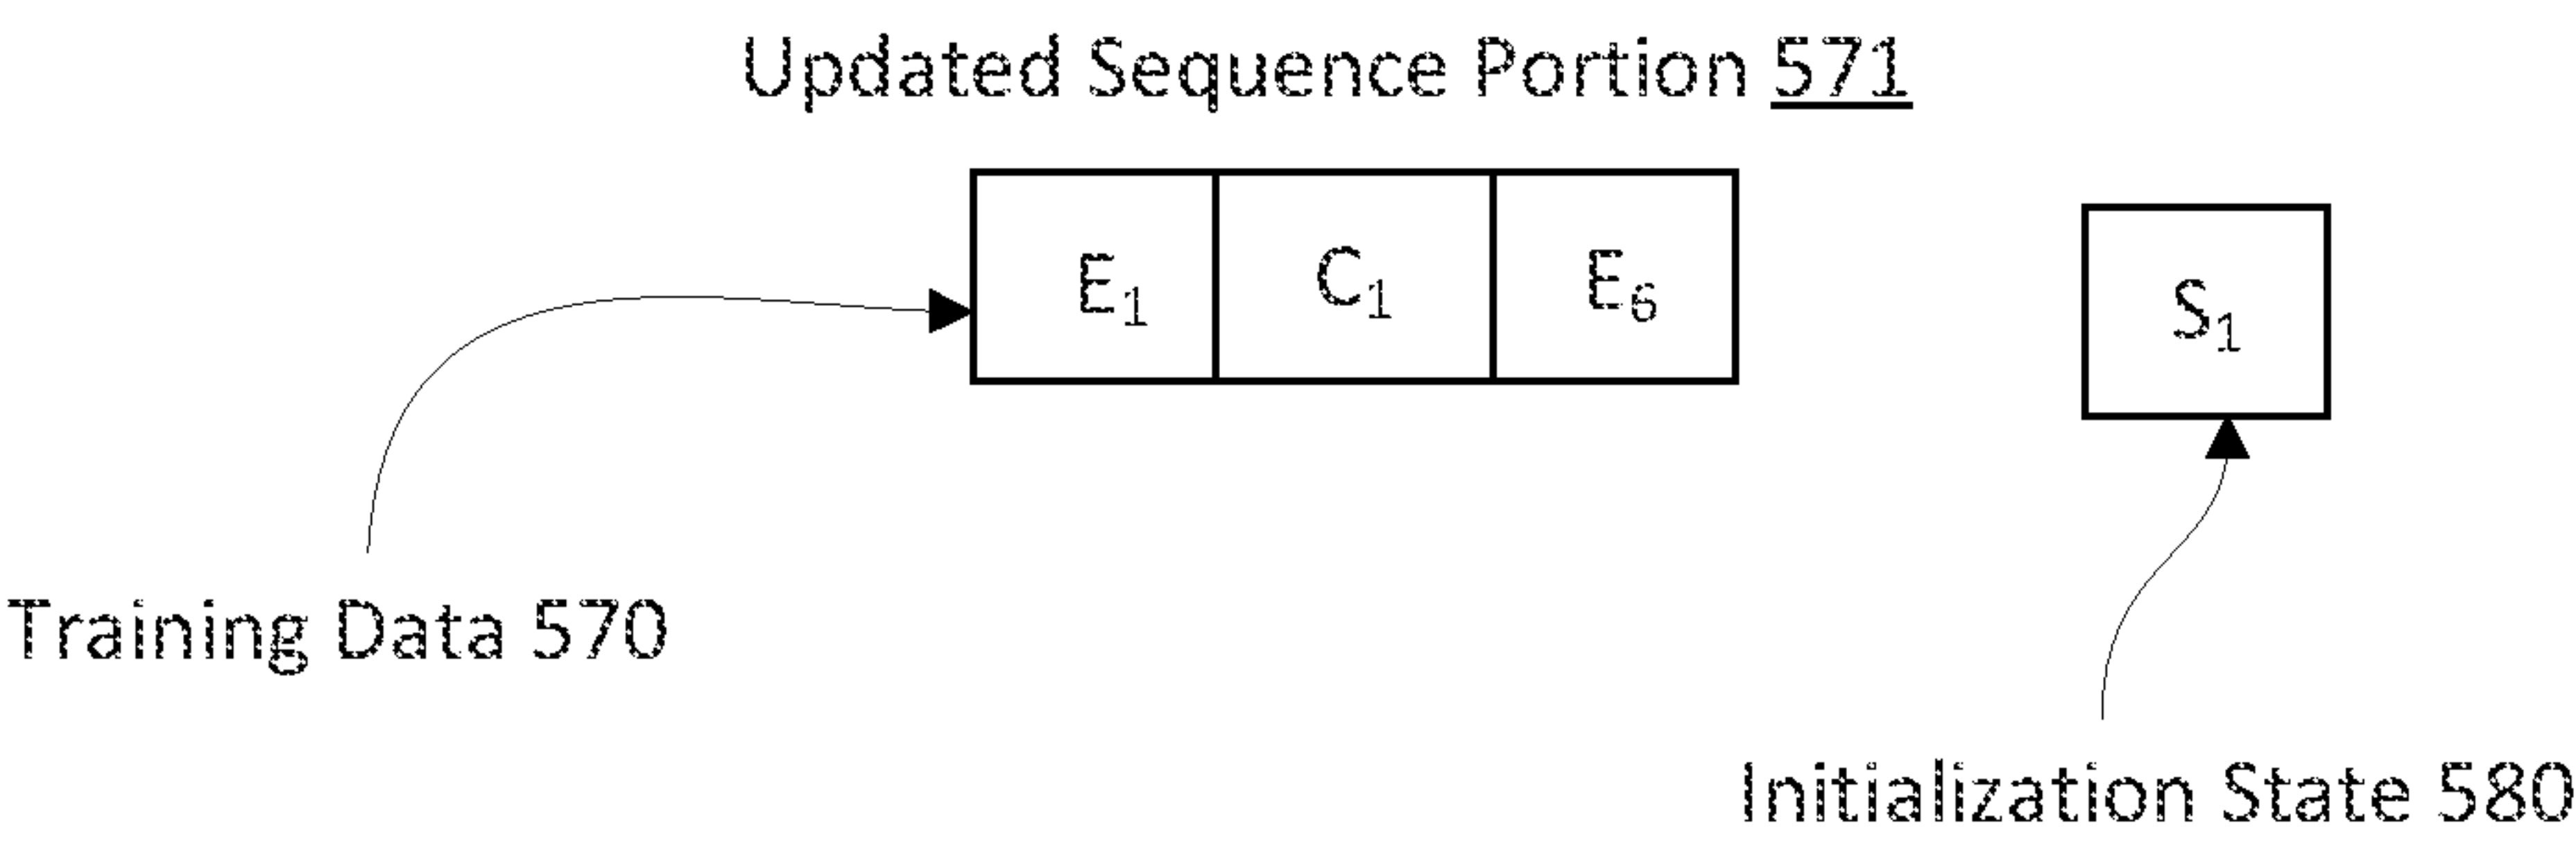 Updated Sequence Portion 571
E₁ C₁ E₆
S₁
Training Data 570
Initialization State 580